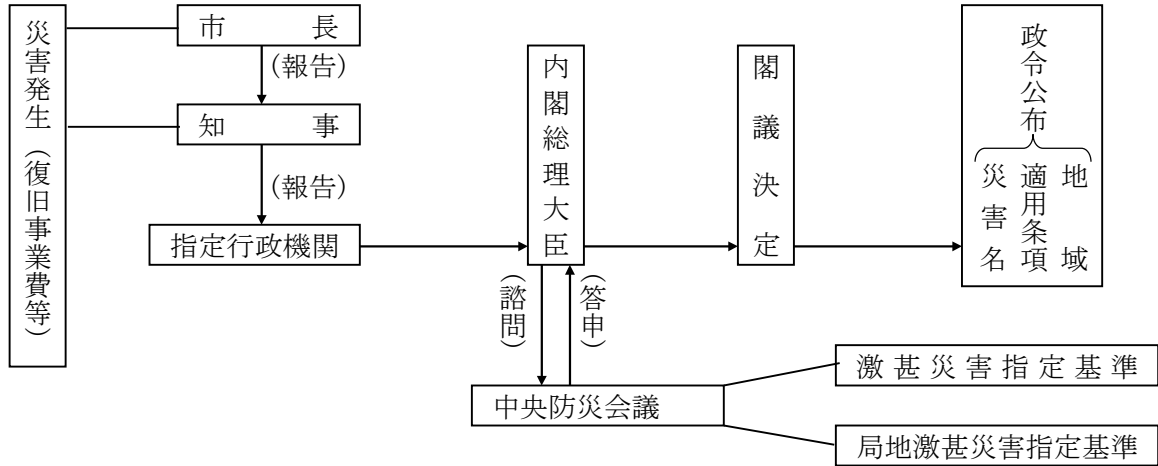 災害発生（復旧事業費等）
市長
（報告）
知事
（報告）
指定行政機関
内閣総理大臣
（諮問）
（答申）
中央防災会議
閣議決定
政令公布
災害名
適用条項
地域
激甚災害指定基準
局地激甚災害指定基準